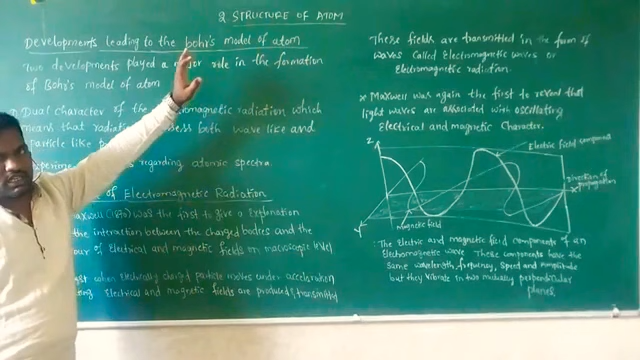 2 STRUCTURE OF ATOM
Developments leading to the bohr's model of atom
Two developments played a major role in the formation
of Bohr's model of atom
Dual character of the magnetic radiation which
means that radiation both wave like and
particle like
regarding atomic spectra.
of Electromagnetic Radiation
Maxwell (1870) was the first to give a explanation
the interaction between the charged bodies and the
of Electrical and magnetic fields on macroscopic level
when electrically charged particle moves under acceleration
Electrical and magnetic fields are produced & transmitted
These fields are transmitted in the form of
waves called Electromagnetic waves or
Electromagnetic radiation.
* Maxwell was again the first to reveal that
light waves are associated with oscillating
Electrical and magnetic Character.
Z
Electric field component
direction of
propagation
X
Y
magnetic field
: The Electric and magnetic field components of an
Electromagnetic wave These components have the
same wavelength, frequency, speed and amplitude
but they vibrate in two mutually perpendicular
planes.